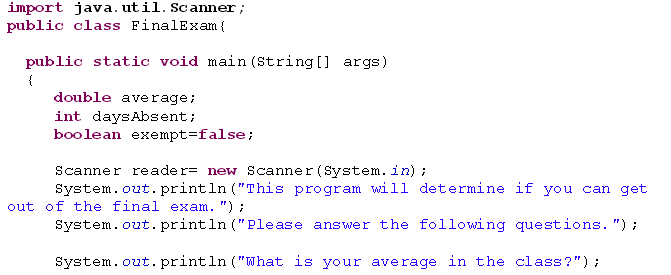 import java.util.Scanner;
public class FinalExam{
public static void main(String[] args)
{
double average;
int daysAbsent;
boolean exempt=false;
Scanner reader= new Scanner(System.in);
System.out.println("This program will determine if you can get
out of the final exam.");
System.out.println("Please answer the following questions.");
System.out.println("What is your average in the class?");